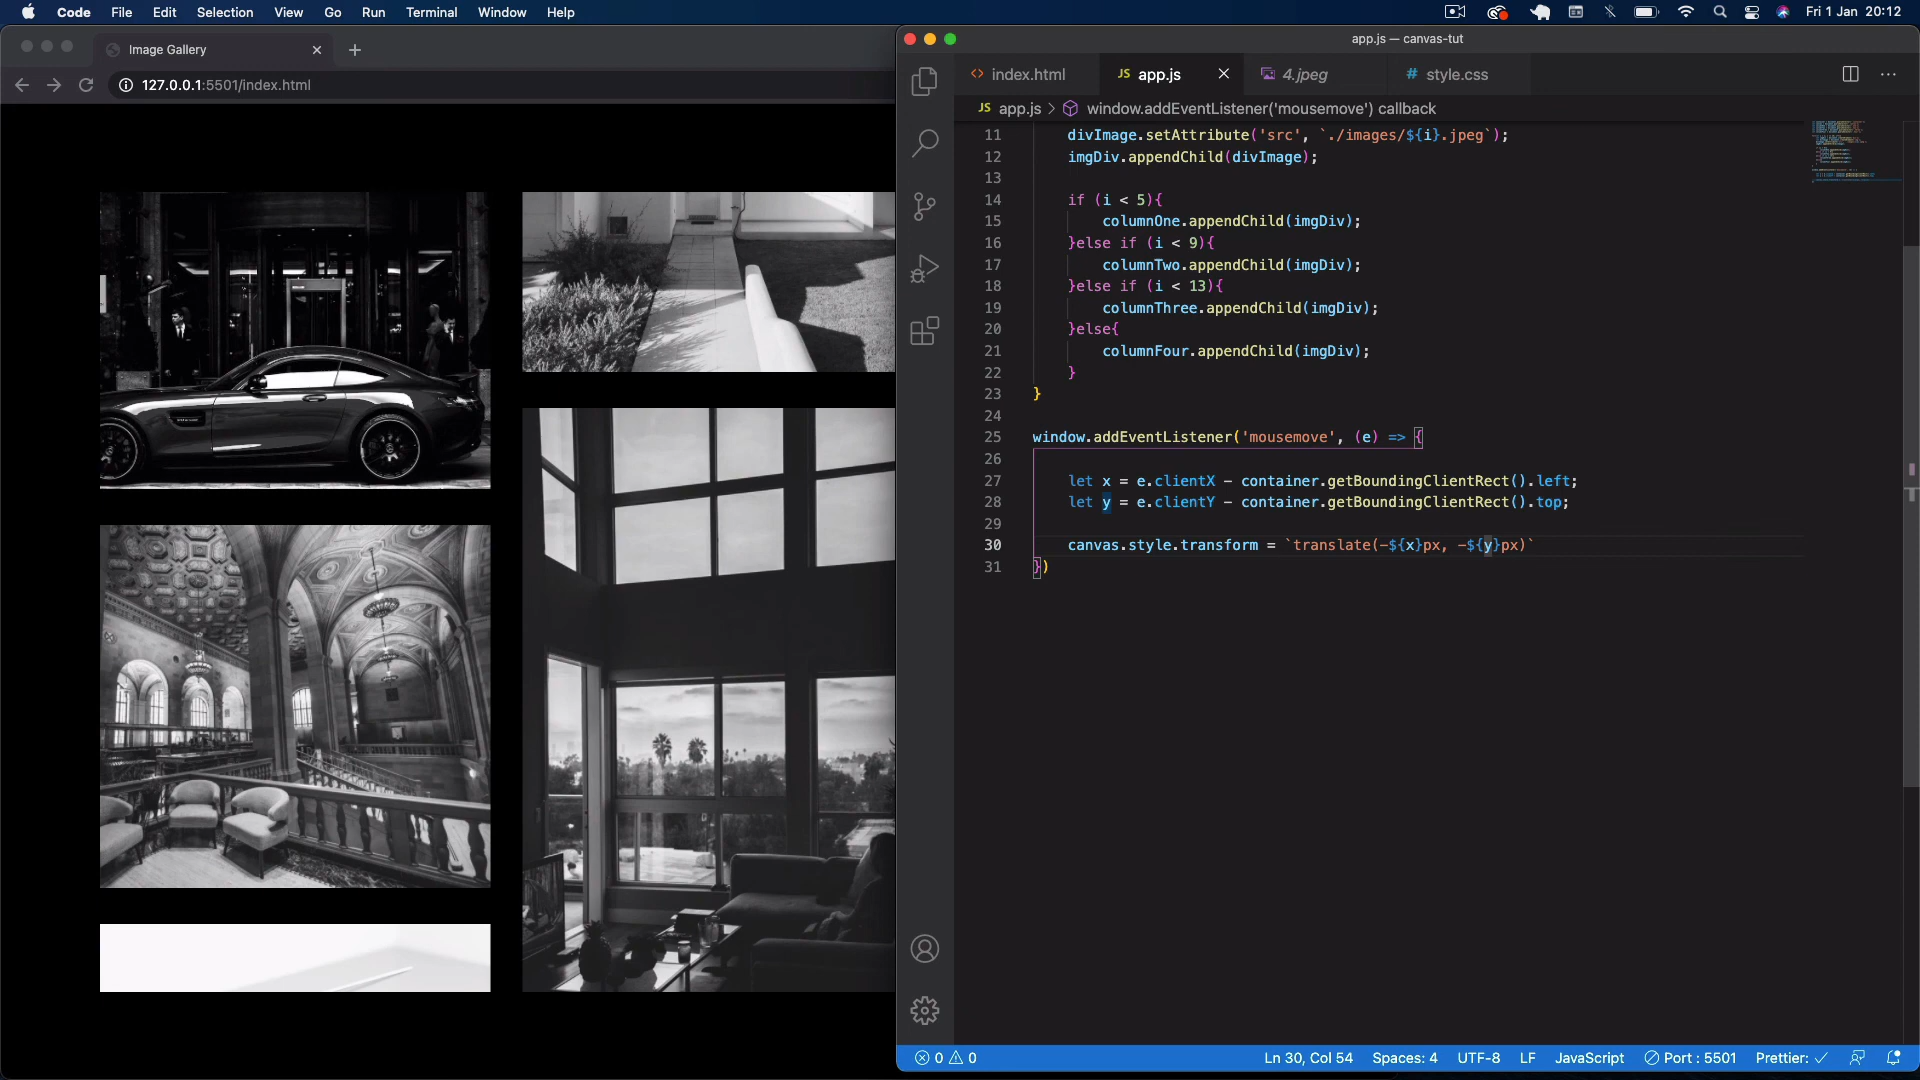 Code File Edit Selection View Go Run Terminal Window Help Fri 1 Jan 20:12
Image Gallery
127.0.0.1:5501/index.html
app.js — canvas-tut
index.html JS app.js 4.jpeg # style.css
JS app.js > window.addEventListener('mousemove') callback
11 divImage.setAttribute('src', `./images/${i}.jpeg`);
12 imgDiv.appendChild(divImage);
13
14 if (i < 5){
15 columnOne.appendChild(imgDiv);
16 }else if (i < 9){
17 columnTwo.appendChild(imgDiv);
18 }else if (i < 13){
19 columnThree.appendChild(imgDiv);
20 }else{
21 columnFour.appendChild(imgDiv);
22 }
23 }
24
25 window.addEventListener('mousemove', (e) => {
26
27 let x = e.clientX - container.getBoundingClientRect().left;
28 let y = e.clientY - container.getBoundingClientRect().top;
29
30 canvas.style.transform = `translate(-${x}px, -${y}px)`
31 })
0 0 Ln 30, Col 54 Spaces: 4 UTF-8 LF JavaScript Port : 5501 Prettier: ✓